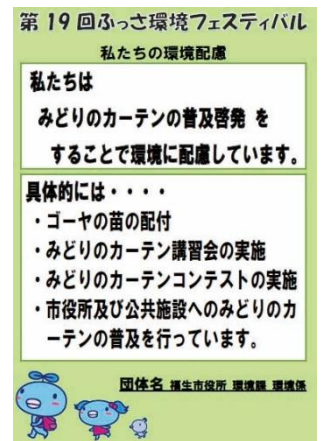 第19回ふっさ環境フェスティバル
私たちの環境配慮
私たちは
みどりのカーテンの普及啓発 を
することで環境に配慮しています。
具体的には・・・・
・ゴーヤの苗の配付
・みどりのカーテン講習会の実施
・みどりのカーテンコンテストの実施
・市役所及び公共施設へのみどりのカ
ーテンの普及を行っています。
団体名 福生市役所 環境課 環境係